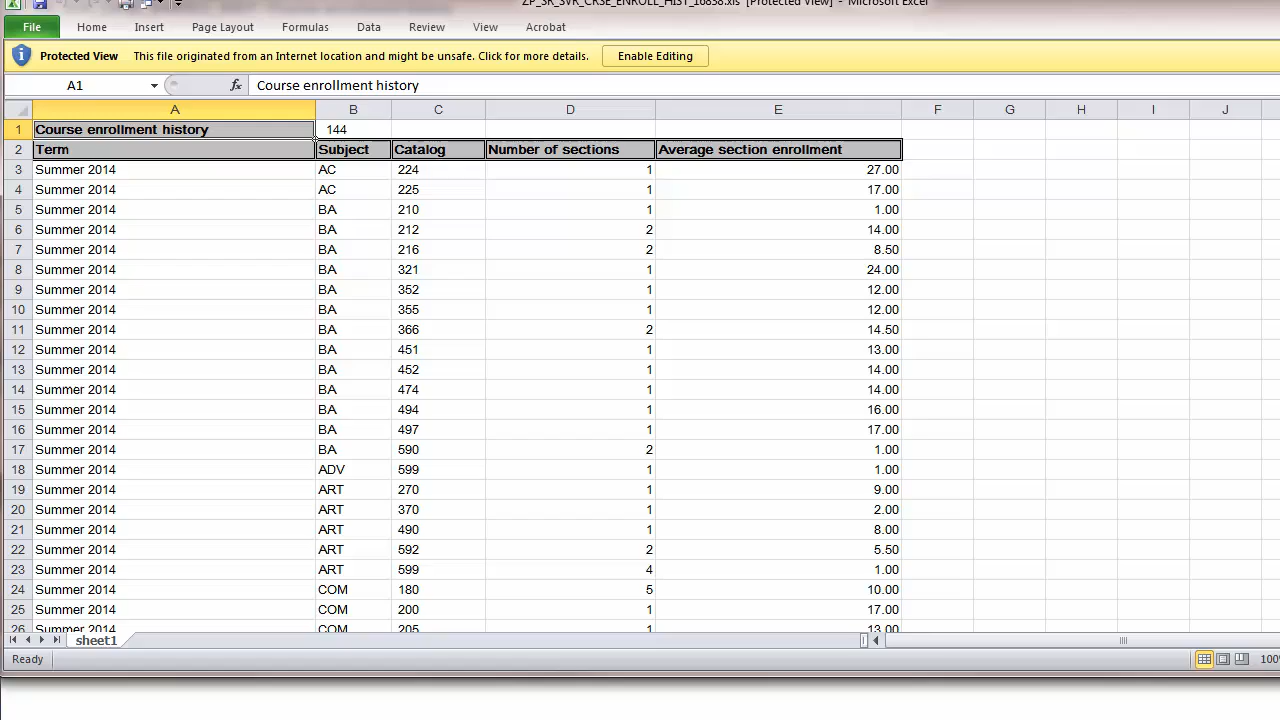 ZP_SR_SVR_CRSE_ENROLL_HIST_16838.xls [Protected View] - Microsoft Excel
File Home Insert Page Layout Formulas Data Review View Acrobat
Protected View This file originated from an Internet location and might be unsafe. Click for more details. Enable Editing
A1 fx Course enrollment history
A B C D E F G H I J
1 Course enrollment history 144
2 Term Subject Catalog Number of sections Average section enrollment
3 Summer 2014 AC 224 1 27.00
4 Summer 2014 AC 225 1 17.00
5 Summer 2014 BA 210 1 1.00
6 Summer 2014 BA 212 2 14.00
7 Summer 2014 BA 216 2 8.50
8 Summer 2014 BA 321 1 24.00
9 Summer 2014 BA 352 1 12.00
10 Summer 2014 BA 355 1 12.00
11 Summer 2014 BA 366 2 14.50
12 Summer 2014 BA 451 1 13.00
13 Summer 2014 BA 452 1 14.00
14 Summer 2014 BA 474 1 14.00
15 Summer 2014 BA 494 1 16.00
16 Summer 2014 BA 497 1 17.00
17 Summer 2014 BA 590 2 1.00
18 Summer 2014 ADV 599 1 1.00
19 Summer 2014 ART 270 1 9.00
20 Summer 2014 ART 370 1 2.00
21 Summer 2014 ART 490 1 8.00
22 Summer 2014 ART 592 2 5.50
23 Summer 2014 ART 599 4 1.00
24 Summer 2014 COM 180 5 10.00
25 Summer 2014 COM 200 1 17.00
26 Summer 2014 COM 205 1 13.00
sheet1
Ready 100%